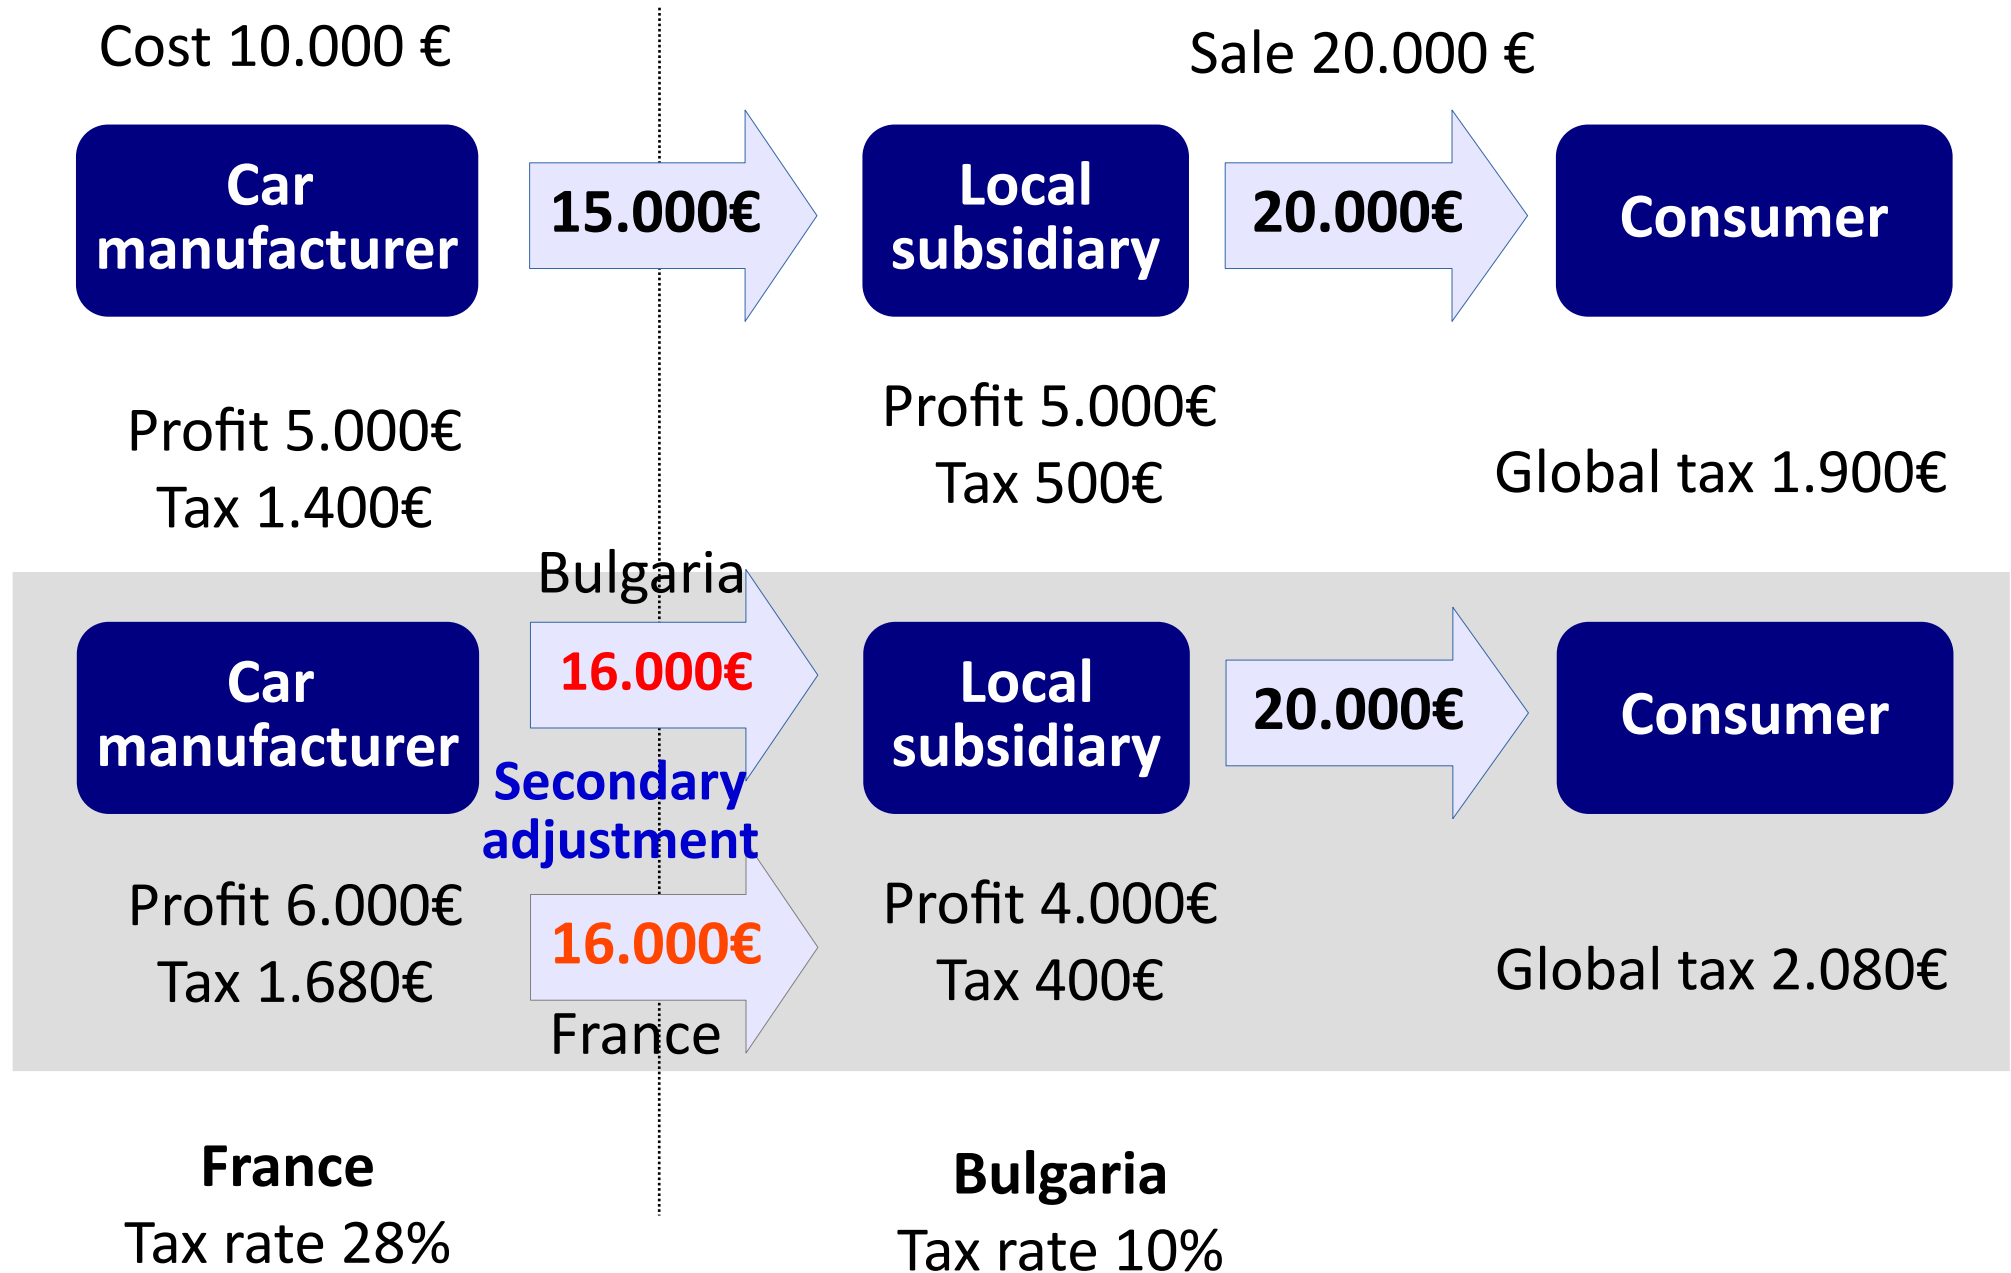 Cost 10.000 €
Sale 20.000 €
Car
manufacturer
15.000€
Local
subsidiary
20.000€
Consumer
Profit 5.000€
Tax 1.400€
Profit 5.000€
Tax 500€
Global tax 1.900€
Bulgaria
Car
manufacturer
16.000€
Local
subsidiary
20.000€
Consumer
Secondary
adjustment
Profit 6.000€
Tax 1.680€
16.000€
France
Profit 4.000€
Tax 400€
Global tax 2.080€
France
Tax rate 28%
Bulgaria
Tax rate 10%